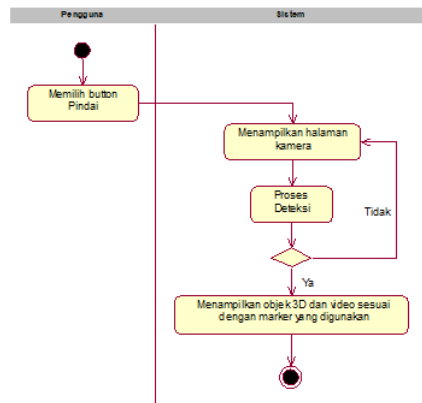 Pengguna
Sistem
Memilih button
Pindai
Menampilkan halaman
kamera
Proses
Deteksi
Tidak
Ya
Menampilkan objek 3D dan video sesuai
dengan marker yang digunakan